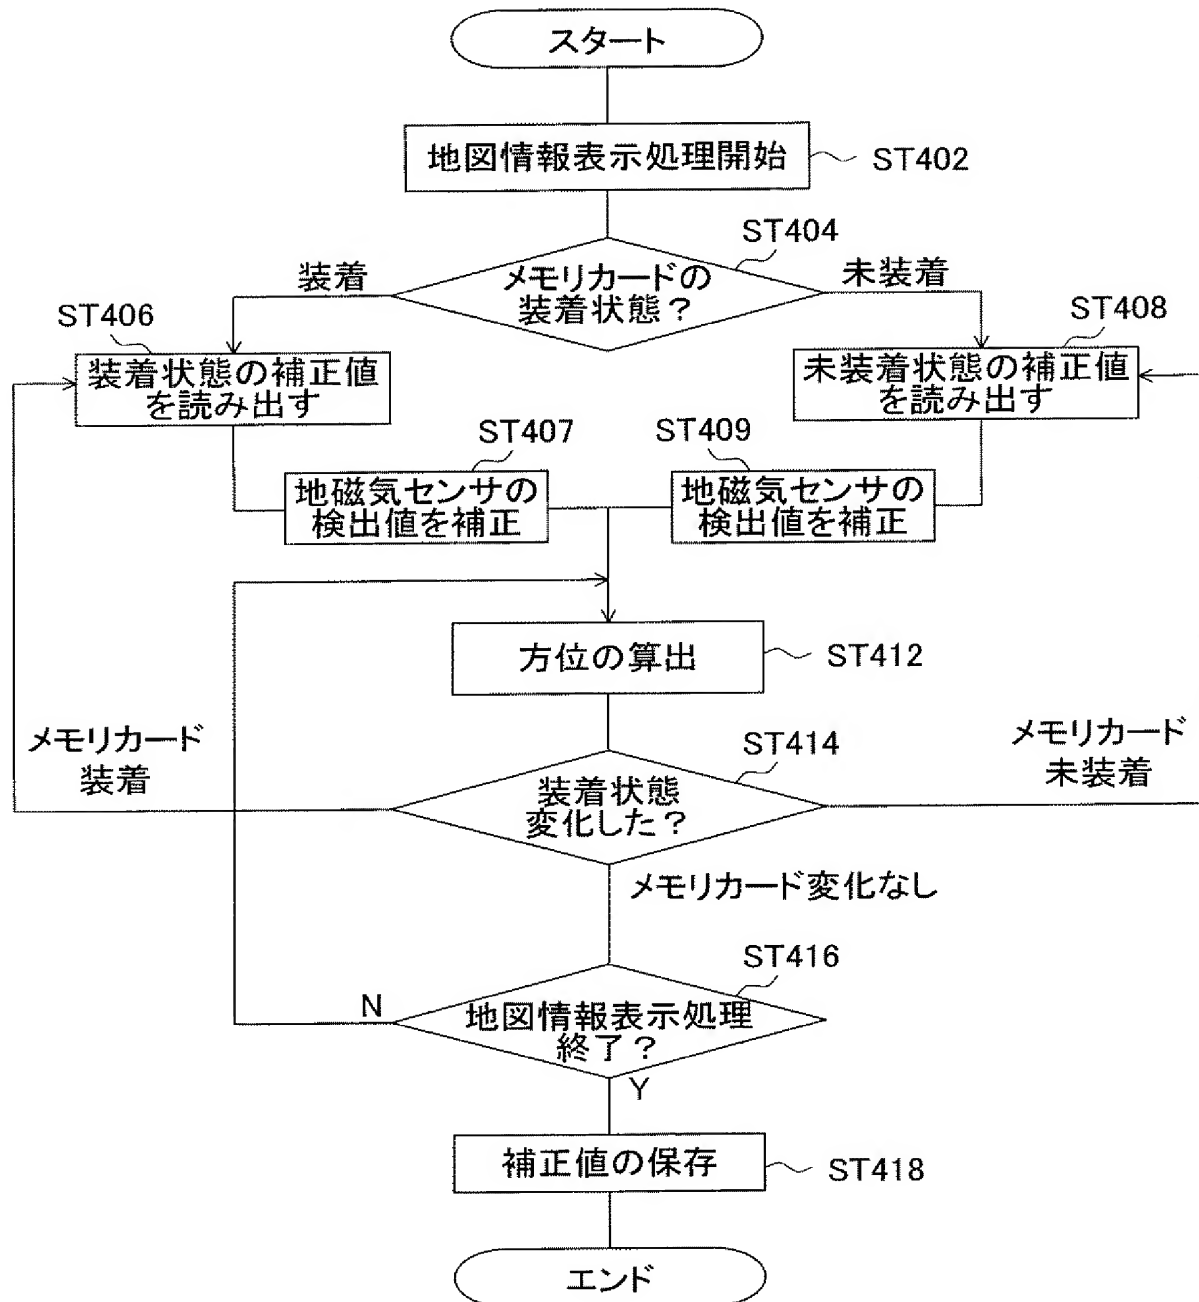 スタート
地図情報表示処理開始
ST402
ST404
装着
メモリカードの
装着状態？
未装着
ST406
装着状態の補正値
を読み出す
ST408
未装着状態の補正値
を読み出す
ST407
地磁気センサの
検出値を補正
ST409
地磁気センサの
検出値を補正
方位の算出
ST412
メモリカード
装着
ST414
装着状態
変化した？
メモリカード
未装着
メモリカード変化なし
ST416
N
地図情報表示処理
終了？
Y
補正値の保存
ST418
エンド